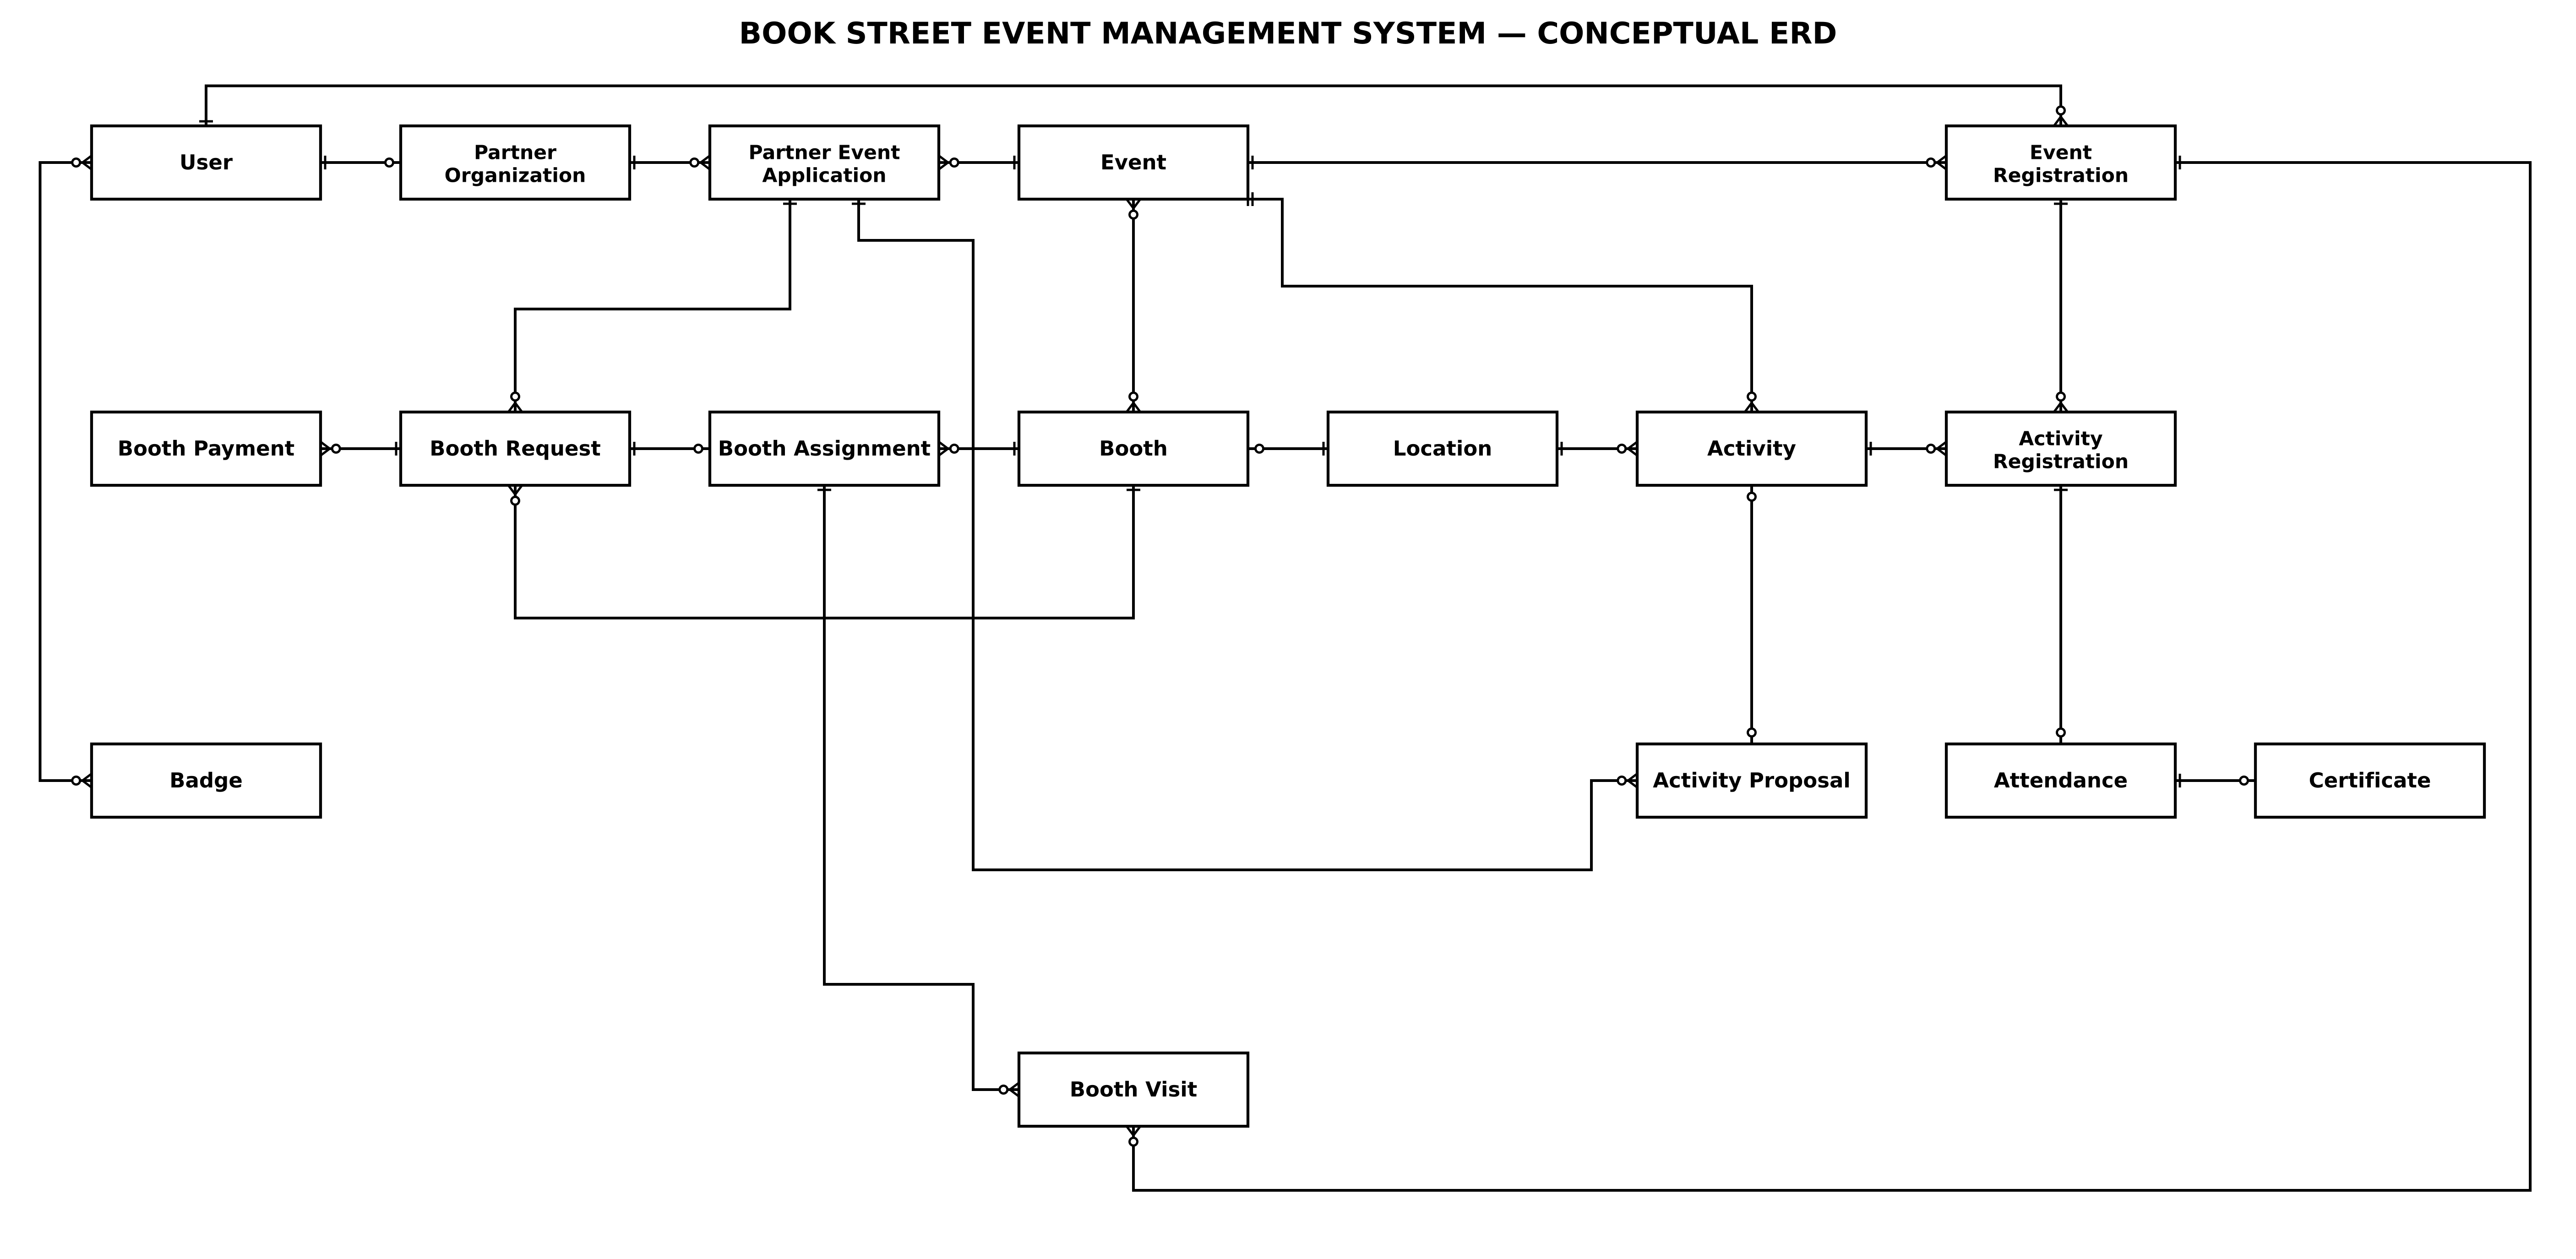 BOOK STREET EVENT MANAGEMENT SYSTEM — CONCEPTUAL ERD
User
Partner
Organization
Partner Event
Application
Event
Event
Registration
Booth Payment
Booth Request
Booth Assignment
Booth
Location
Activity
Activity
Registration
Badge
Activity Proposal
Attendance
Certificate
Booth Visit